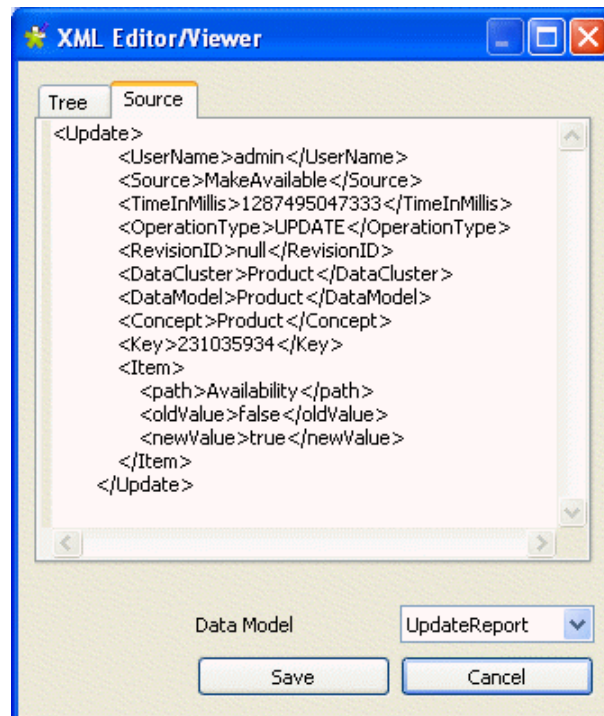 XML Editor/Viewer
Tree
Source
<Update>
<UserName>admin</UserName>
<Source>MakeAvailable</Source>
<TimeInMillis>1287495047333</TimeInMillis>
<OperationType>UPDATE</OperationType>
<RevisionID>null</RevisionID>
<DataCluster>Product</DataCluster>
<DataModel>Product</DataModel>
<Concept>Product</Concept>
<Key>231035934</Key>
<Item>
<path>Availability</path>
<oldValue>false</oldValue>
<newValue>true</newValue>
</Item>
</Update>
Data Model
UpdateReport
Save
Cancel